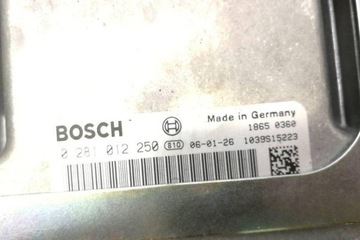 Made in Germany
BOSCH 1865 0360
0 281 012 250 810 06-01-26 1039S15223